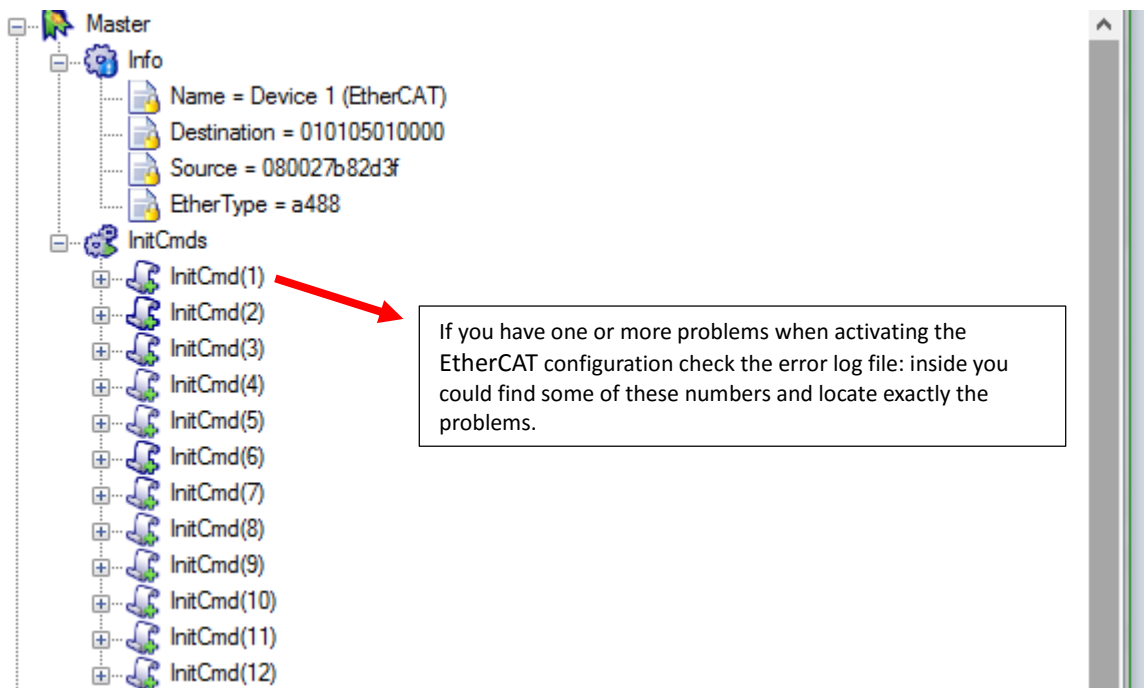 Master
Info
Name = Device 1 (EtherCAT)
Destination = 010105010000
Source = 080027b82d3f
EtherType = a488
InitCmds
InitCmd(1)
InitCmd(2)
InitCmd(3)
InitCmd(4)
InitCmd(5)
InitCmd(6)
InitCmd(7)
InitCmd(8)
InitCmd(9)
InitCmd(10)
InitCmd(11)
InitCmd(12)
If you have one or more problems when activating the
EtherCAT configuration check the error log file: inside you
could find some of these numbers and locate exactly the
problems.